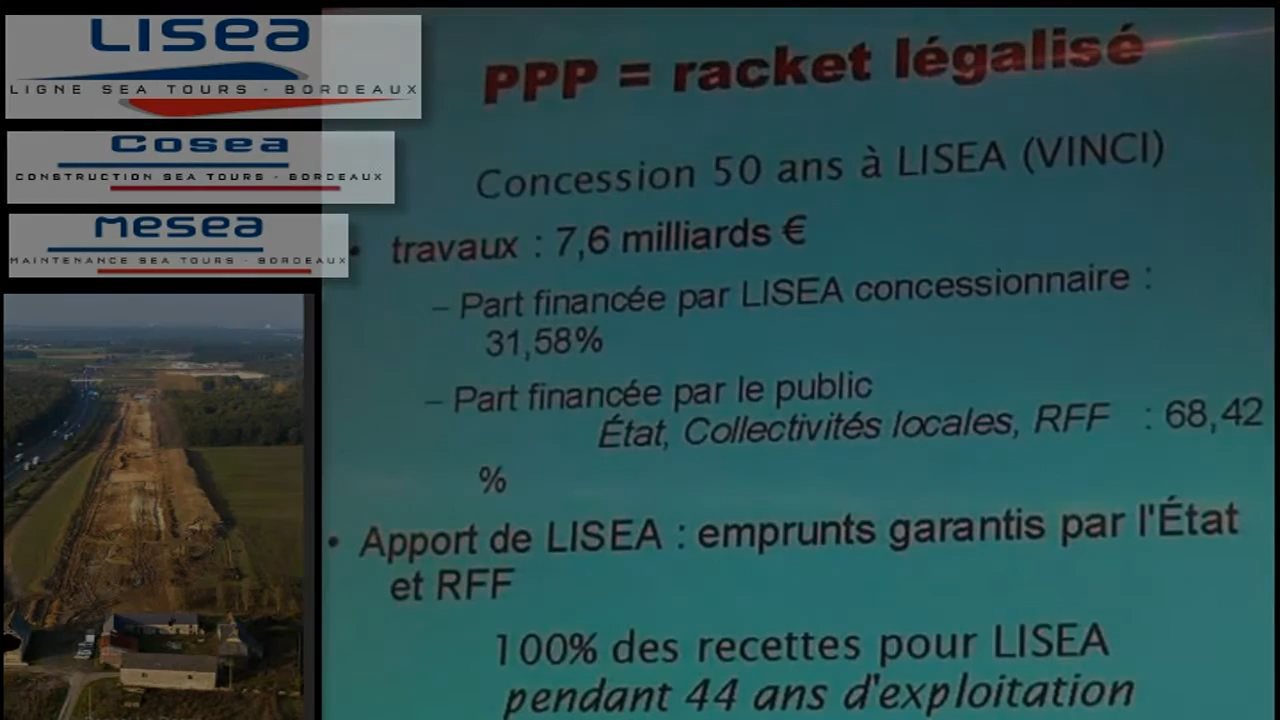 LISEA
LIGNE SEA TOURS - BORDEAUX
Cosea
CONSTRUCTION SEA TOURS - BORDEAUX
mesea
MAINTENANCE SEA TOURS - BORDEAUX
PPP = racket légalisé
Concession 50 ans à LISEA (VINCI)
• travaux : 7,6 milliards €
– Part financée par LISEA concessionnaire :
31,58%
– Part financée par le public
État, Collectivités locales, RFF : 68,42
%
• Apport de LISEA : emprunts garantis par l'État
et RFF
100% des recettes pour LISEA
pendant 44 ans d'exploitation